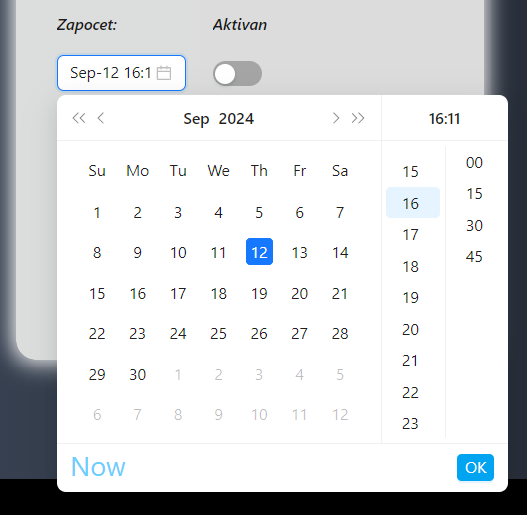 Zapocet: Aktivan
Sep-12 16:1
Sep 2024 16:11
Su Mo Tu We Th Fr Sa
1 2 3 4 5 6 7
8 9 10 11 12 13 14
15 16 17 18 19 20 21
22 23 24 25 26 27 28
29 30 1 2 3 4 5
6 7 8 9 10 11 12
15
16
17
18
19
20
21
22
23
00
15
30
45
Now OK